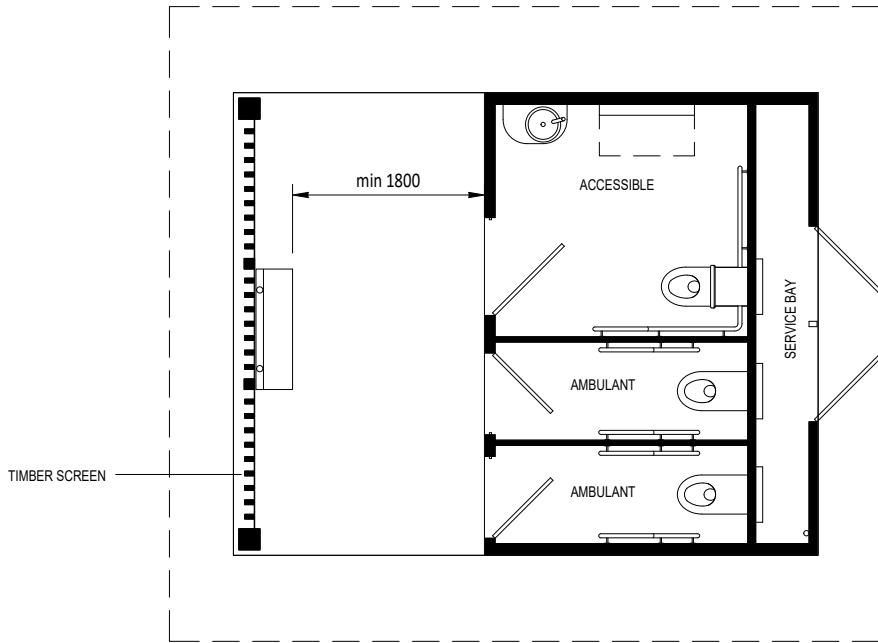 min 1800
ACCESSIBLE
SERVICE BAY
AMBULANT
TIMBER SCREEN
AMBULANT